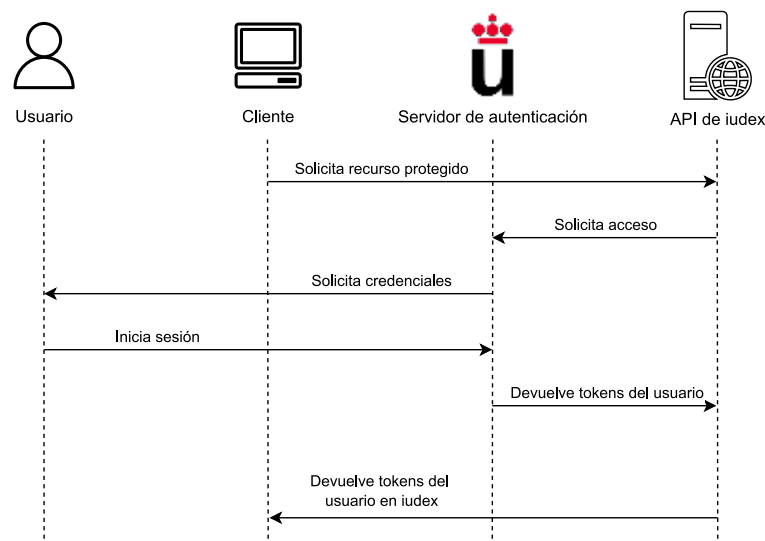 Usuario
Cliente
Servidor de autenticación
API de iudex
Solicita recurso protegido
Solicita acceso
Solicita credenciales
Inicia sesión
Devuelve tokens del usuario
Devuelve tokens del
usuario en iudex